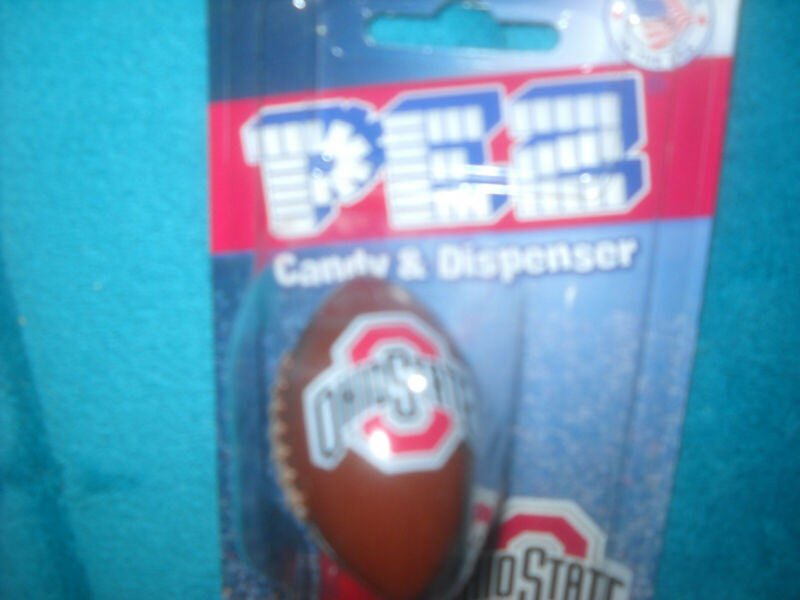 PEZ
Candy & Dispenser
OHIO STATE
OHIO STATE